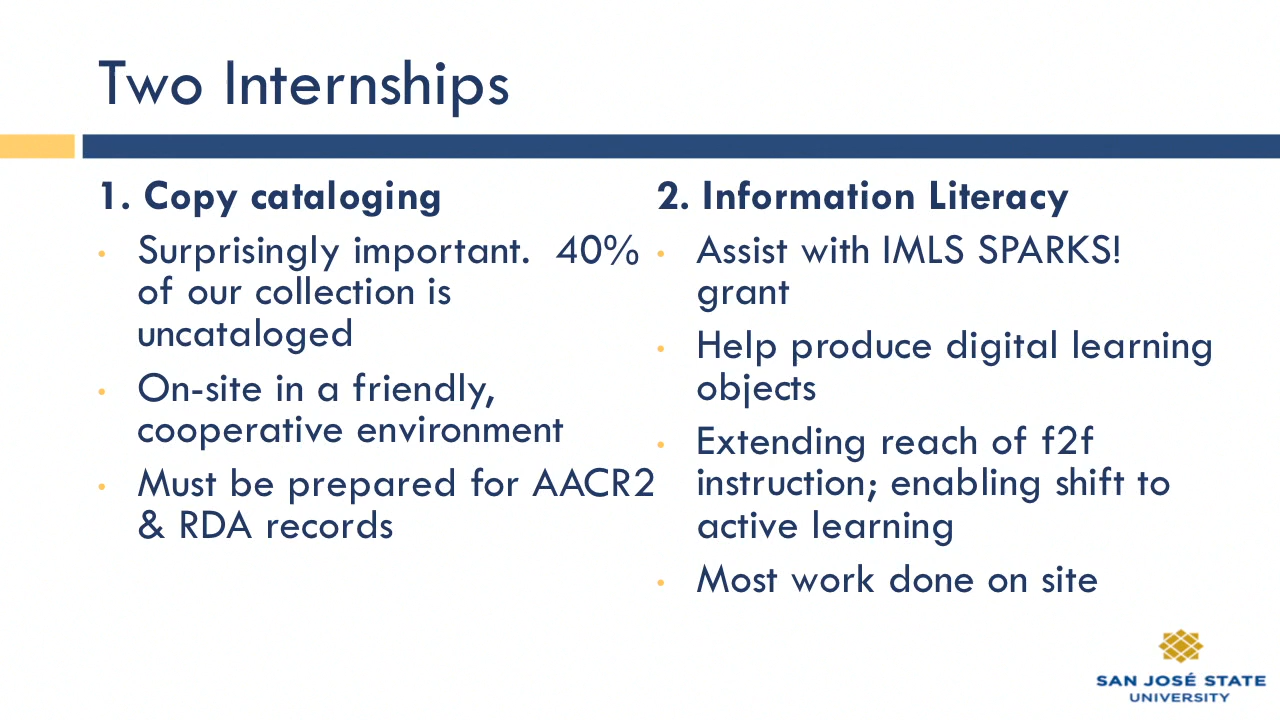 Two Internships
1. Copy cataloging
• Surprisingly important.  40%
of our collection is
uncataloged
• On-site in a friendly,
cooperative environment
• Must be prepared for AACR2
& RDA records
2. Information Literacy
• Assist with IMLS SPARKS!
grant
• Help produce digital learning
objects
• Extending reach of f2f
instruction; enabling shift to
active learning
• Most work done on site
SAN JOSÉ STATE
UNIVERSITY